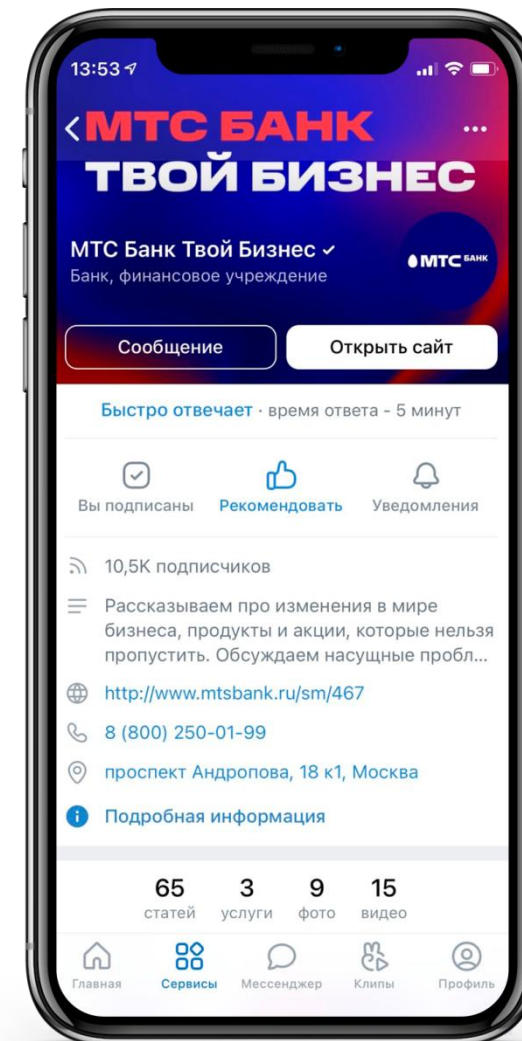 13:53
МТС БАНК
ТВОЙ БИЗНЕС
МТС Банк Твой Бизнес
Банк, финансовое учреждение
МТС БАНК
Сообщение
Открыть сайт
Быстро отвечает · время ответа - 5 минут
Вы подписаны
Рекомендовать
Уведомления
10,5K подписчиков
Рассказываем про изменения в мире
бизнеса, продукты и акции, которые нельзя
пропустить. Обсуждаем насущные пробл...
http://www.mtsbank.ru/sm/467
8 (800) 250-01-99
проспект Андропова, 18 к1, Москва
Подробная информация
65 3 9 15
статей услуги фото видео
Главная Сервисы Мессенджер Клипы Профиль